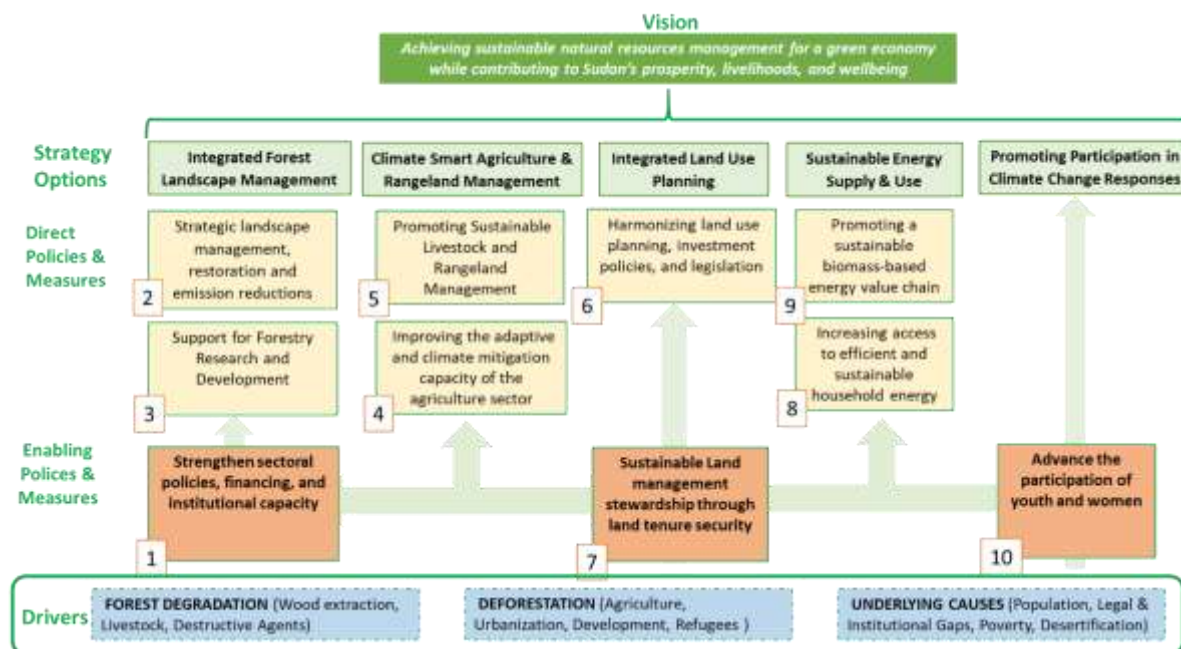 Vision
Achieving sustainable natural resources management for a green economy
while contributing to Sudan's prosperity, livelihoods, and wellbeing
Strategy
Options
Integrated Forest
Landscape Management
Climate Smart Agriculture &
Rangeland Management
Integrated Land Use
Planning
Sustainable Energy
Supply & Use
Promoting Participation in
Climate Change Responses
Direct
Policies &
Measures
Strategic landscape
management,
restoration and
emission reductions
2
Promoting Sustainable
Livestock and
Rangeland
Management
5
Harmonizing land use
planning, investment
policies, and legislation
6
Promoting a
sustainable
biomass-based
energy value chain
9
Support for Forestry
Research and
Development
3
Improving the adaptive
and climate mitigation
capacity of the
agriculture sector
4
Increasing access
to efficient and
sustainable
household energy
8
Enabling
Polices &
Measures
Strengthen sectoral
policies, financing, and
institutional capacity
1
Sustainable Land
management
stewardship through
land tenure security
7
Advance the
participation of
youth and women
10
Drivers
FOREST DEGRADATION (Wood extraction,
Livestock, Destructive Agents)
DEFORESTATION (Agriculture,
Urbanization, Development, Refugees )
UNDERLYING CAUSES (Population, Legal &
Institutional Gaps, Poverty, Desertification)